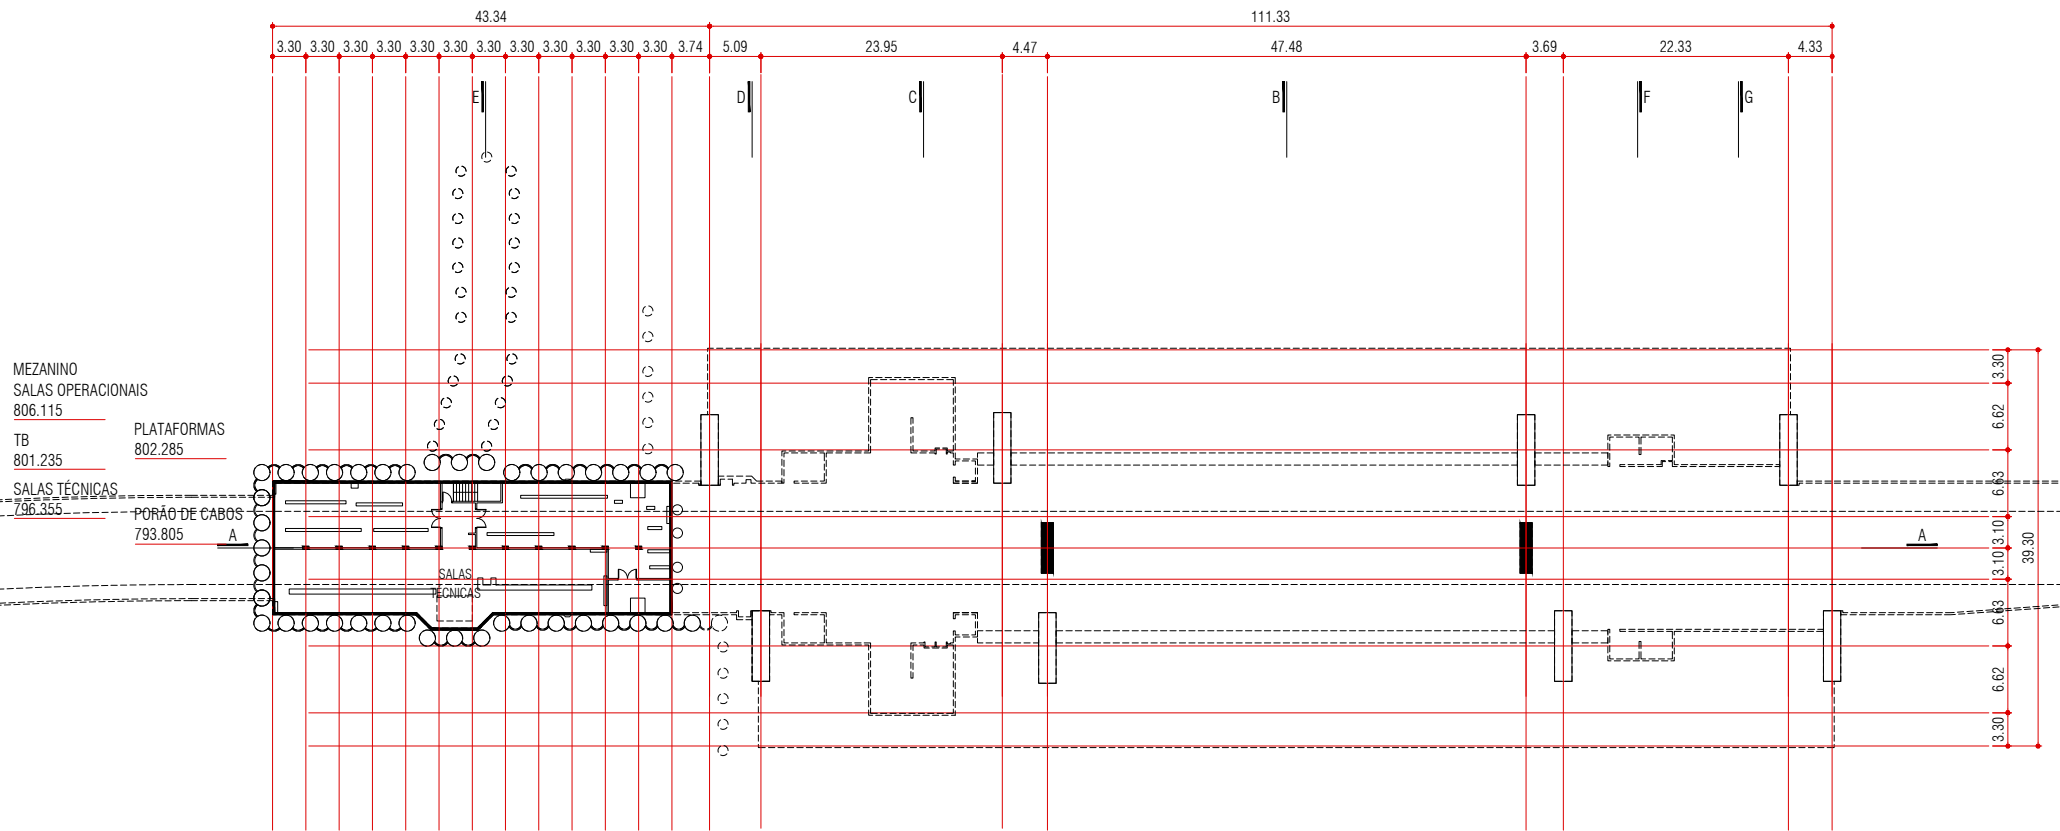 43.34 111.33
3.30 3.30 3.30 3.30 3.30 3.30 3.30 3.30 3.30 3.30 3.30 3.30 3.74 5.09 23.95 4.47 47.48 3.69 22.33 4.33
E D C B F G
MEZANINO
SALAS OPERACIONAIS
806.115
TB
801.235
SALAS TÉCNICAS
796.355
PLATAFORMAS
802.285
PORÃO DE CABOS
793.805
A
SALAS
TÉCNICAS
A
3.30
6.62
6.63
3.10
3.10
6.63
6.62
3.30
39.30